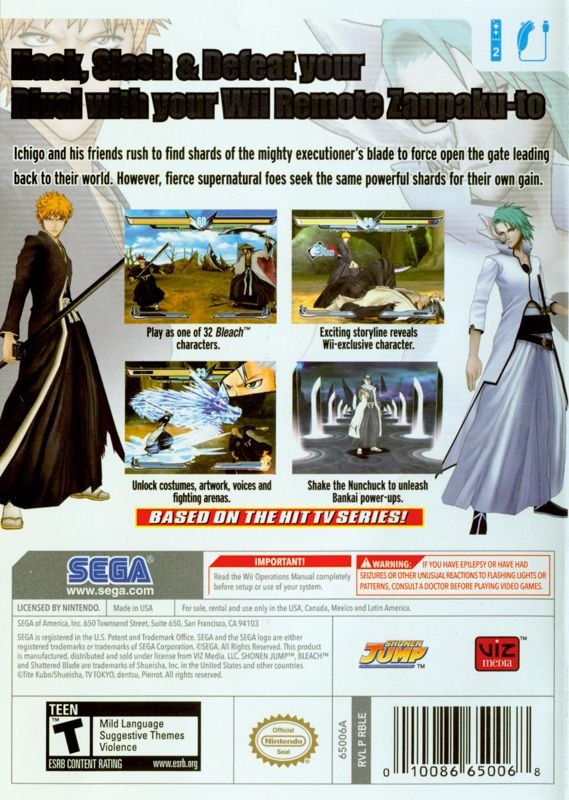 2
Hack, Slash & Defeat your
Rival with your Wii Remote Zanpaku-to
Ichigo and his friends rush to find shards of the mighty executioner's blade to force open the gate leading
back to their world. However, fierce supernatural foes seek the same powerful shards for their own gain.
60
Play as one of 32 Bleach™
characters.
Exciting storyline reveals
Wii-exclusive character.
Unlock costumes, artwork, voices and
fighting arenas.
Shake the Nunchuck to unleash
Bankai power-ups.
BASED ON THE HIT TV SERIES!
SEGA
www.sega.com
IMPORTANT!
Read the Wii Operations Manual completely
before setup or use of your system.
WARNING: IF YOU HAVE EPILEPSY OR HAVE HAD
SEIZURES OR OTHER UNUSUAL REACTIONS TO FLASHING LIGHTS OR
PATTERNS, CONSULT A DOCTOR BEFORE PLAYING VIDEO GAMES.
LICENSED BY NINTENDO. Made in USA For sale, rental and use only in the USA, Canada, Mexico and Latin America.
SEGA of America, Inc. 650 Townsend Street, Suite 650, San Francisco, CA 94103
SEGA is registered in the U.S. Patent and Trademark Office. SEGA and the SEGA logo are either
registered trademarks or trademarks of SEGA Corporation. ©SEGA. All Rights Reserved. This product
is manufactured, distributed and sold under license from VIZ Media. LLC. SHONEN JUMP™, BLEACH™
and Shattered Blade are trademarks of Shueisha, Inc. in the United States and other countries.
©Tite Kubo/Shueisha, TV TOKYO, dentsu, Pierrot. All rights reserved.
SHONEN
JUMP™
VIZ
media
TEEN
T
Mild Language
Suggestive Themes
Violence
ESRB CONTENT RATING www.esrb.org
Official
Nintendo
Seal
65006A
RVL P RBLE
0 10086 65006 8